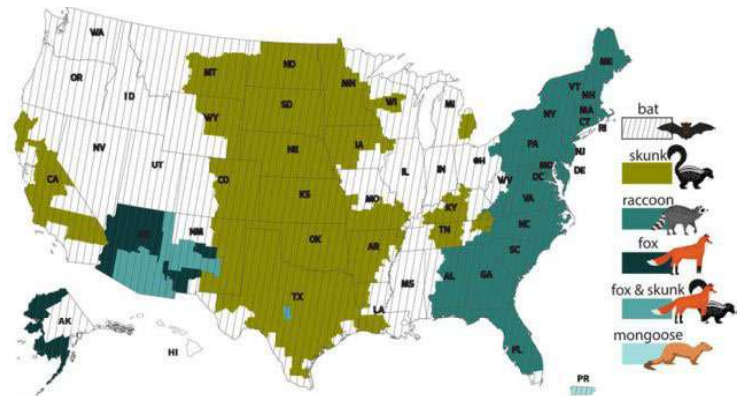 WA
OR
ID
MT
ND
MN
WI
MI
ME
VT
NH
MA
CT
RI
NY
SD
WY
NV
UT
CA
CO
NE
IA
IL
IN
OH
PA
NJ
DE
MD
DC
WV
VA
KS
MO
KY
TN
NC
SC
NM
OK
AR
MS
AL
GA
TX
LA
FL
AK
HI
PR
bat
skunk
raccoon
fox
fox & skunk
mongoose